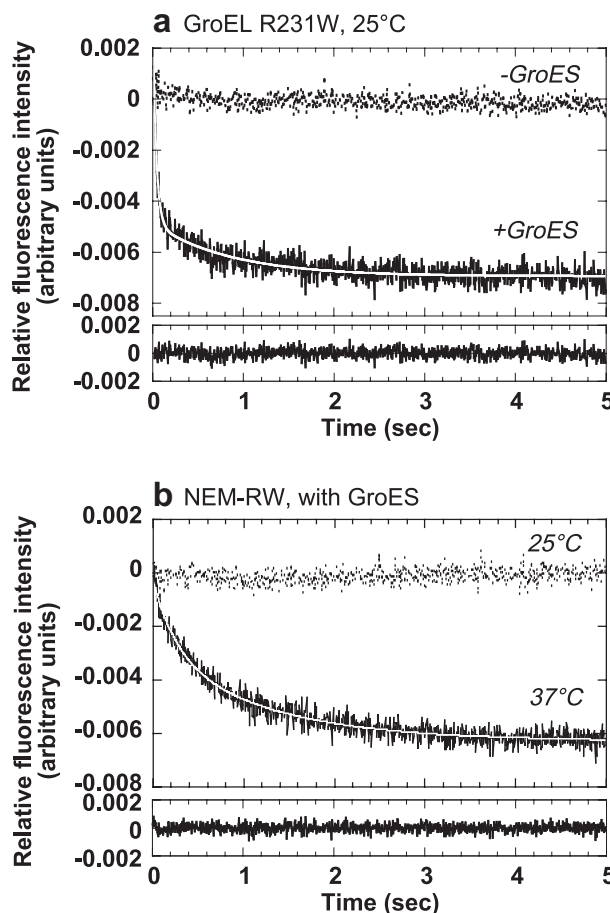 a GroEL R231W, 25°C
Relative fluorescence intensity
(arbitrary units)
0.002
0
-0.002
-0.004
-0.006
-0.008
-GroES
+GroES
0.002
0
-0.002
0 1 2 3 4 5
Time (sec)
b NEM-RW, with GroES
Relative fluorescence intensity
(arbitrary units)
0.002
0
-0.002
-0.004
-0.006
-0.008
25°C
37°C
0.002
0
-0.002
0 1 2 3 4 5
Time (sec)